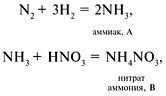 N₂ + 3H₂ = 2NH₃,
аммиак, А
NH₃ + HNO₃ = NH₄NO₃,
нитрат
аммония, В